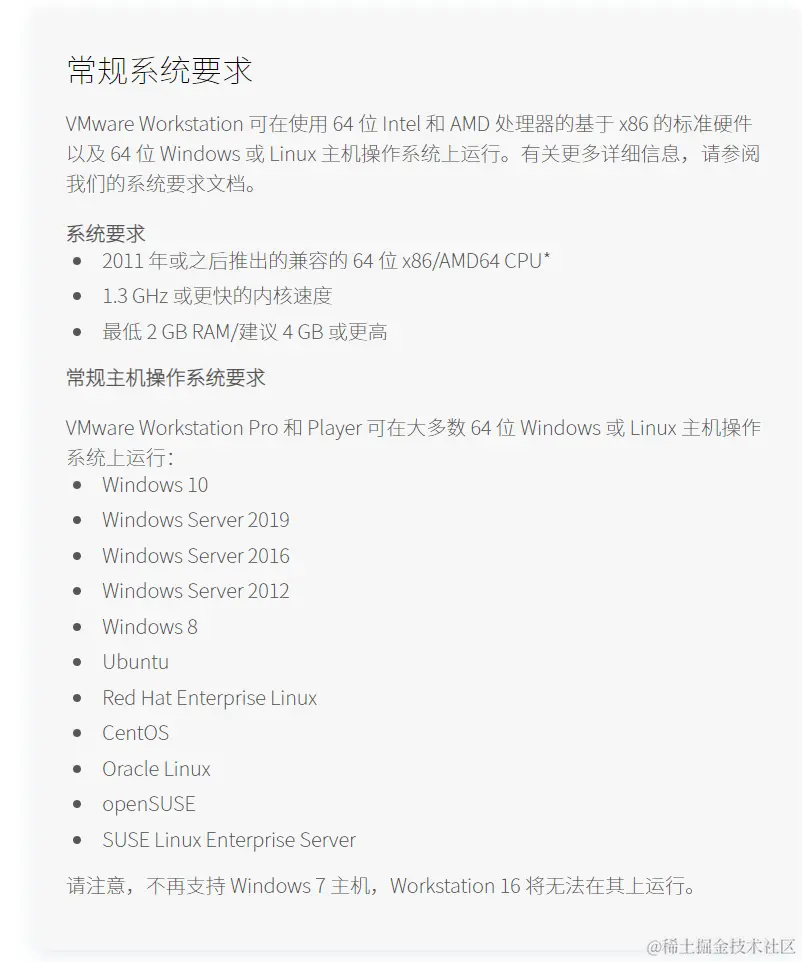 常规系统要求
VMware Workstation 可在使用 64 位 Intel 和 AMD 处理器的基于 x86 的标准硬件
以及 64 位 Windows 或 Linux 主机操作系统上运行。有关更多详细信息，请参阅
我们的系统要求文档。
系统要求
• 2011 年或之后推出的兼容的 64 位 x86/AMD64 CPU*
• 1.3 GHz 或更快的内核速度
• 最低 2 GB RAM/建议 4 GB 或更高
常规主机操作系统要求
VMware Workstation Pro 和 Player 可在大多数 64 位 Windows 或 Linux 主机操作
系统上运行：
• Windows 10
• Windows Server 2019
• Windows Server 2016
• Windows Server 2012
• Windows 8
• Ubuntu
• Red Hat Enterprise Linux
• CentOS
• Oracle Linux
• openSUSE
• SUSE Linux Enterprise Server
请注意，不再支持 Windows 7 主机，Workstation 16 将无法在其上运行。
@稀土掘金技术社区